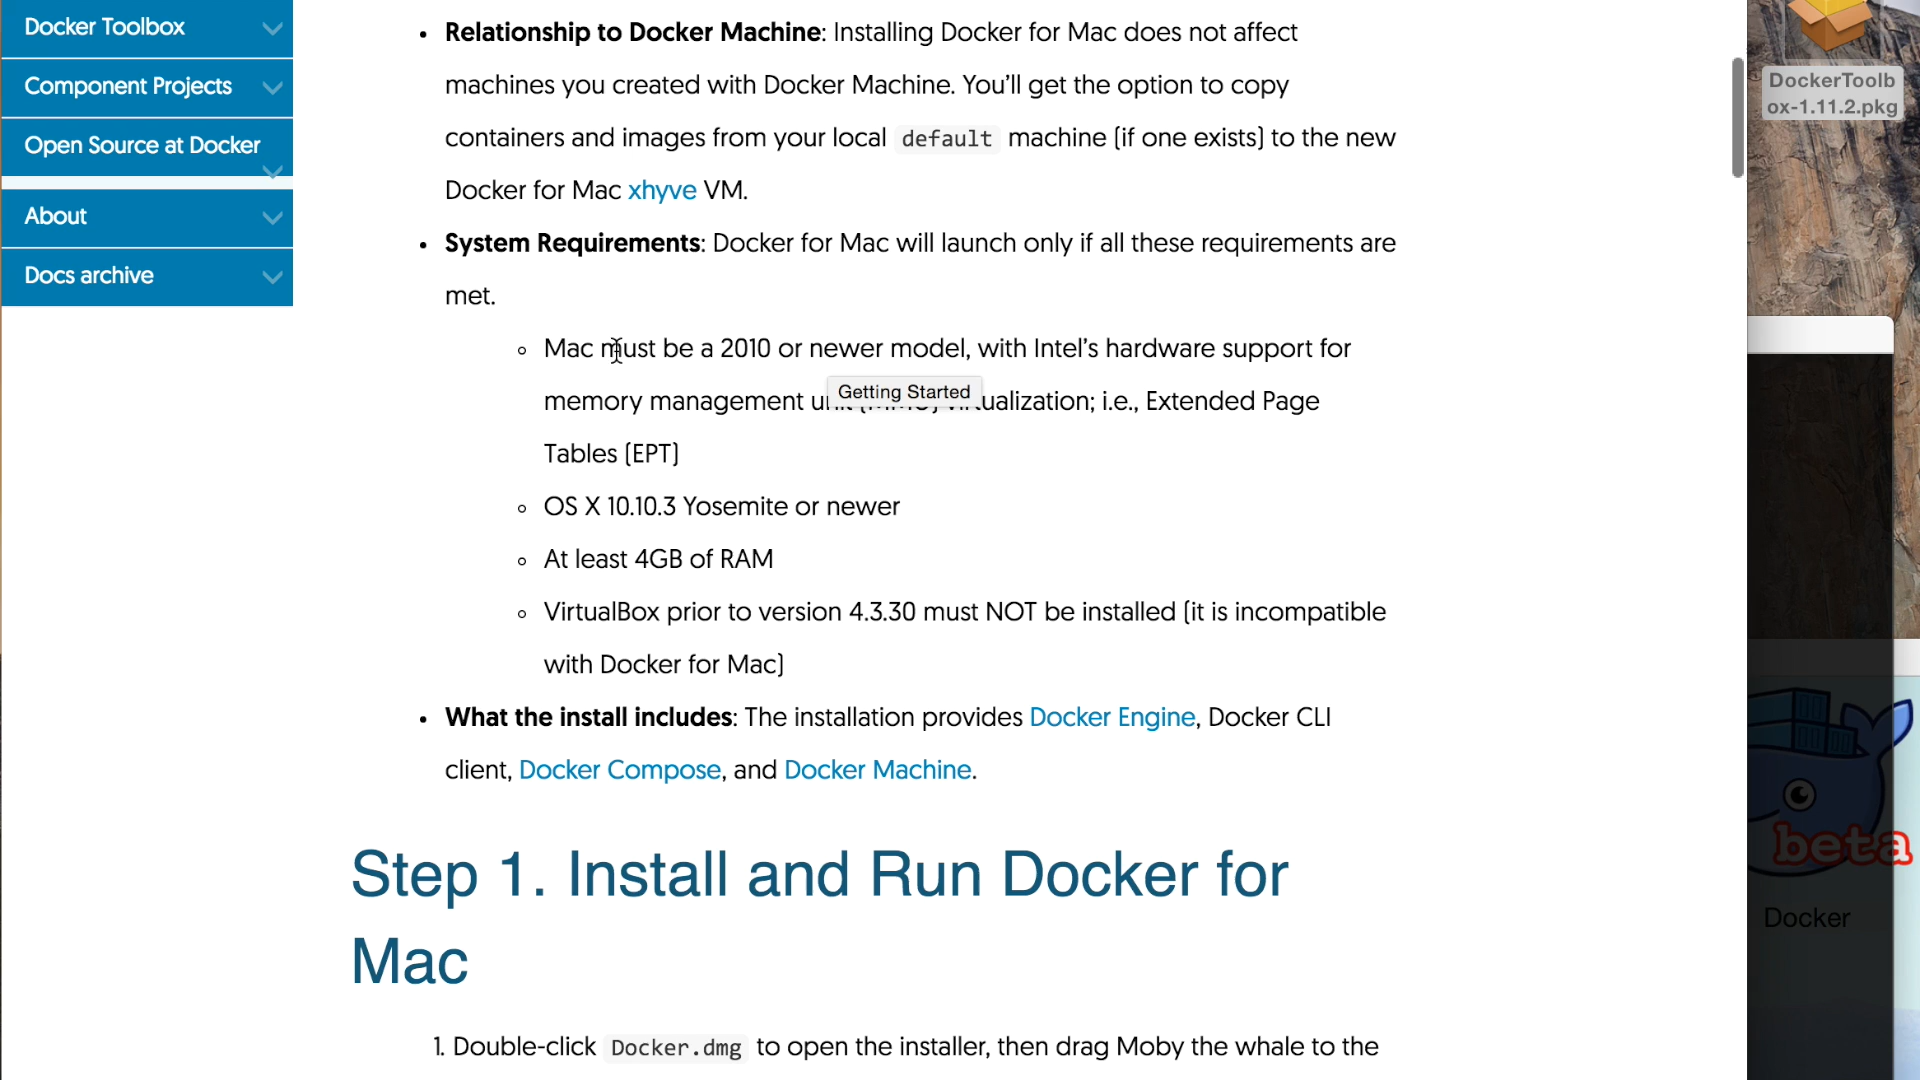 Docker Toolbox
Component Projects
Open Source at Docker
About
Docs archive
• Relationship to Docker Machine: Installing Docker for Mac does not affect
machines you created with Docker Machine. You’ll get the option to copy
containers and images from your local default machine (if one exists) to the new
Docker for Mac xhyve VM.
• System Requirements: Docker for Mac will launch only if all these requirements are
met.
◦ Mac must be a 2010 or newer model, with Intel’s hardware support for
memory management
Getting Started
i.e., Extended Page
Tables (EPT)
◦ OS X 10.10.3 Yosemite or newer
◦ At least 4GB of RAM
◦ VirtualBox prior to version 4.3.30 must NOT be installed (it is incompatible
with Docker for Mac)
• What the install includes: The installation provides Docker Engine, Docker CLI
client, Docker Compose, and Docker Machine.
Step 1. Install and Run Docker for
Mac
1. Double-click Docker.dmg to open the installer, then drag Moby the whale to the
DockerToolb
ox-1.11.2.pkg
beta
Docker